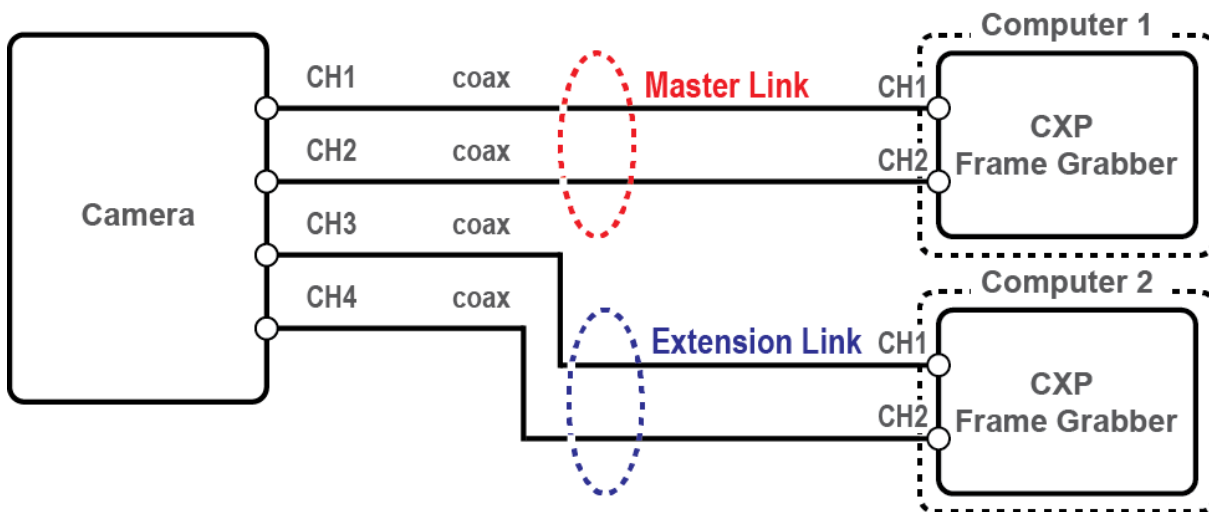 Computer 1
CH1 coax Master Link CH1
CXP
Frame Grabber
CH2 coax CH2
Camera
CH3 coax
CH4 coax
Computer 2
Extension Link CH1
CXP
Frame Grabber
CH2